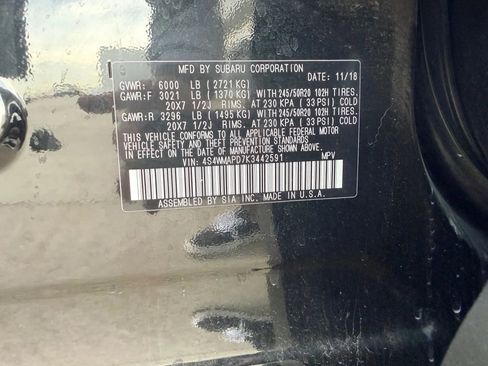 MFD BY SUBARU CORPORATION
DATE: 11/18
GVWR: 6000 LB ( 2721 KG)
GAWR:F 3021 LB ( 1370 KG) WITH 245/50R20 102H TIRES,
20X7 1/2J RIMS, AT 230 KPA ( 33 PSI) COLD
GAWR:R 3296 LB ( 1495 KG) WITH 245/50R20 102H TIRES,
20X7 1/2J RIMS, AT 230 KPA ( 33 PSI) COLD
THIS VEHICLE CONFORMS TO ALL APPLICABLE FEDERAL MOTOR
VEHICLE SAFETY STANDARDS IN EFFECT ON THE DATE OF
MANUFACTURE SHOWN ABOVE.
VIN: 4S4WMAPD7K3442591 MPV
ASSEMBLED BY SIA INC. MADE IN U.S.A.